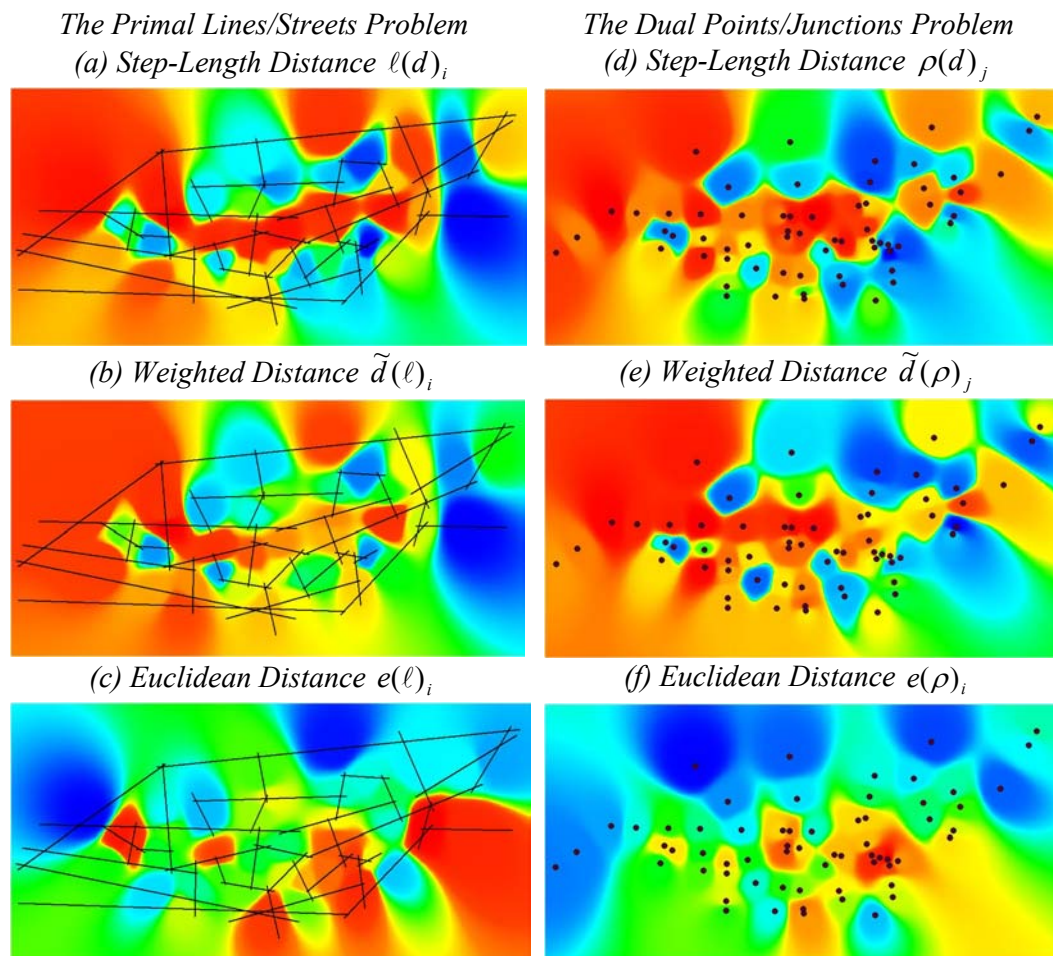 The Primal Lines/Streets Problem
(a) Step-Length Distance ℓ(d)ᵢ
(b) Weighted Distance d̃(ℓ)ᵢ
(c) Euclidean Distance e(ℓ)ᵢ
The Dual Points/Junctions Problem
(d) Step-Length Distance ρ(d)ⱼ
(e) Weighted Distance d̃(ρ)ⱼ
(f) Euclidean Distance e(ρ)ᵢ